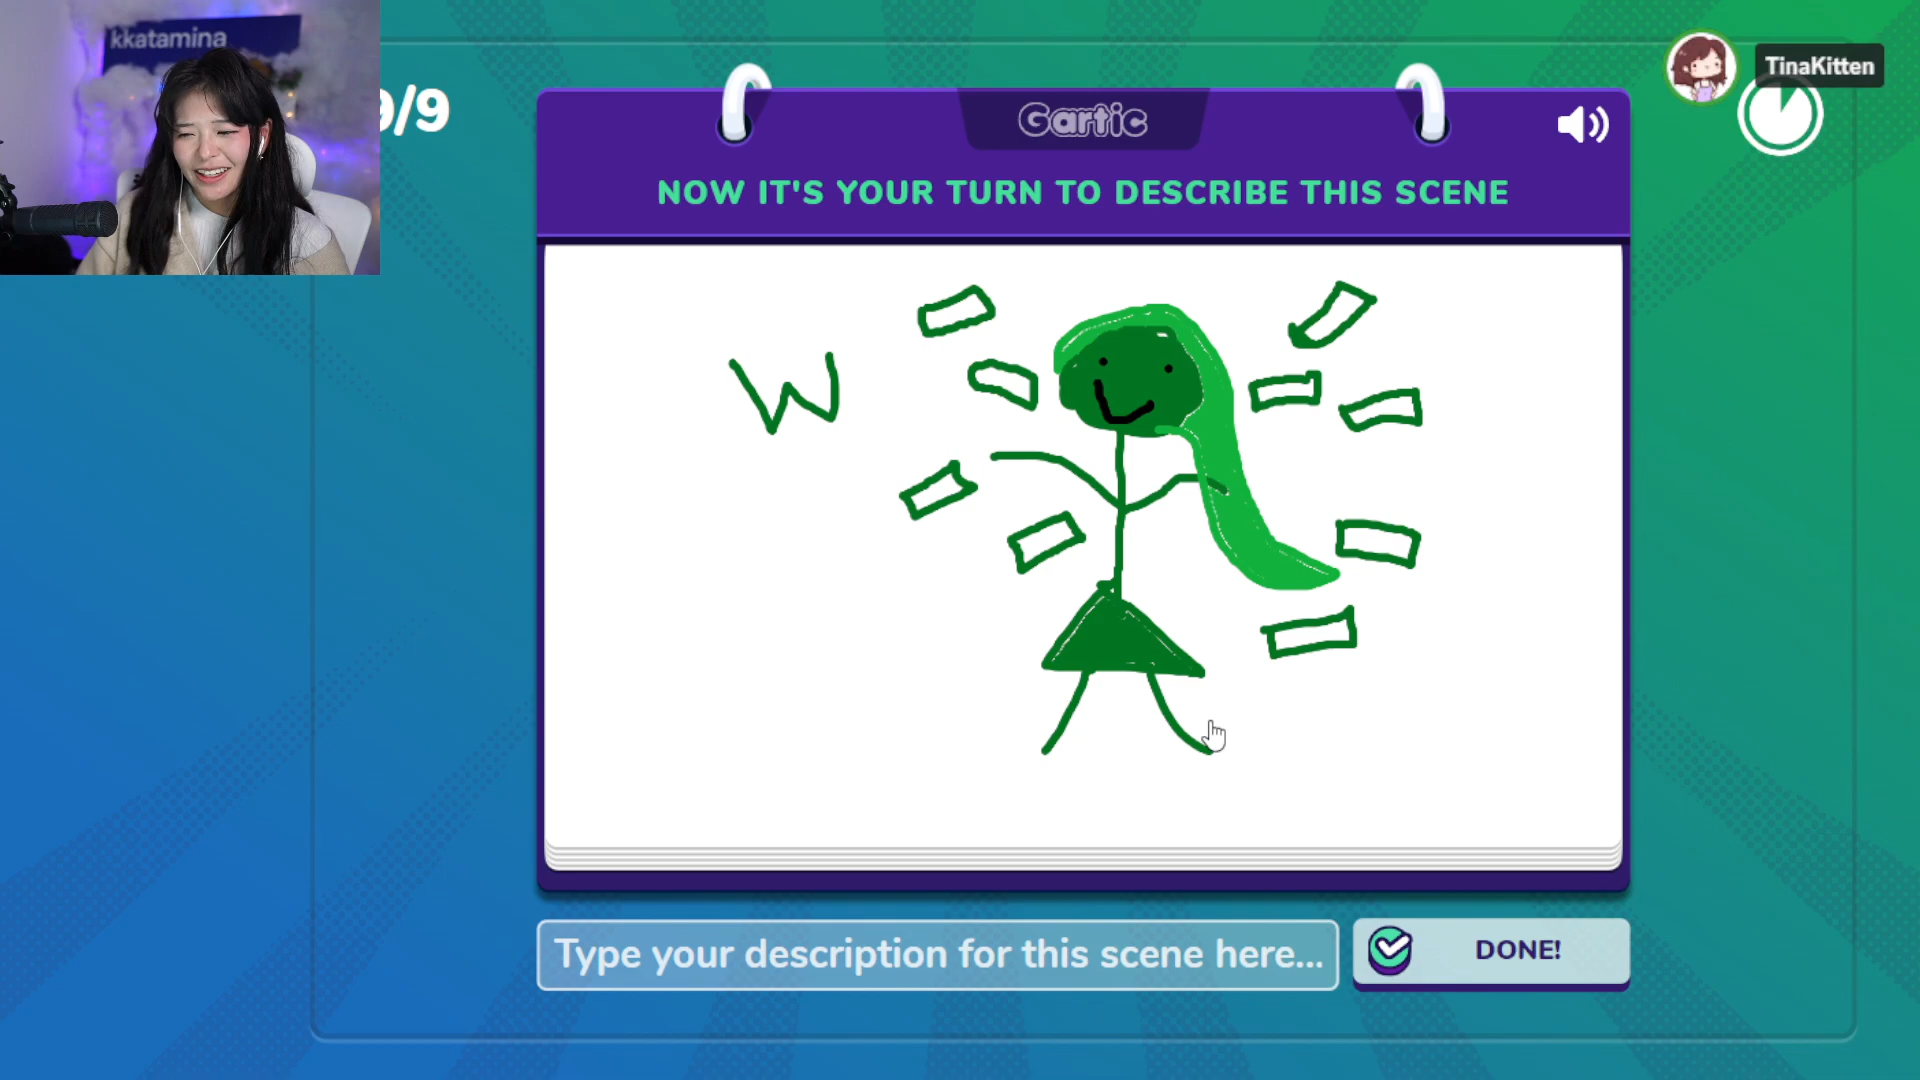 kkatamina
9/9
Gartic
TinaKitten
NOW IT'S YOUR TURN TO DESCRIBE THIS SCENE
W
Type your description for this scene here...
DONE!